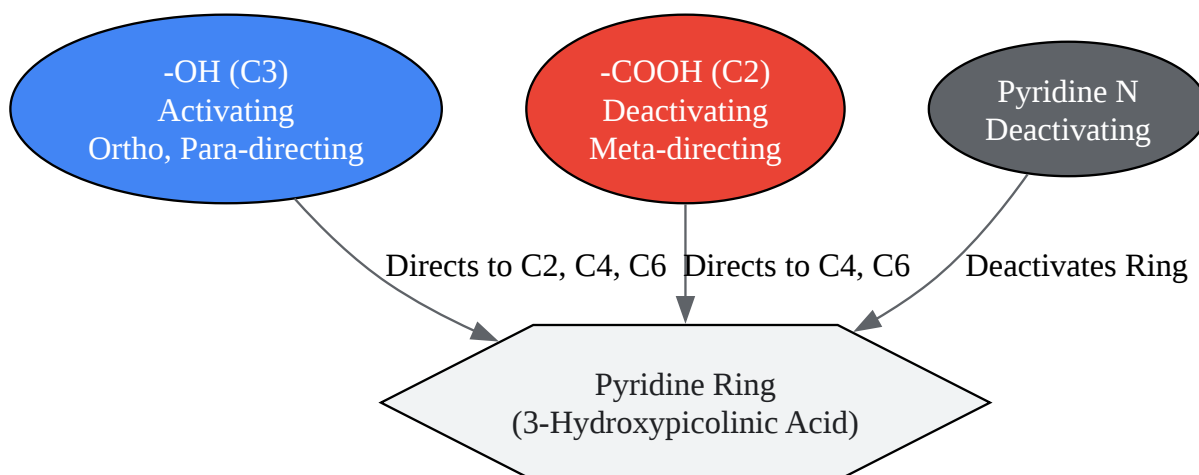 -OH (C3)
Activating
Ortho, Para-directing
-COOH (C2)
Deactivating
Meta-directing
Pyridine N
Deactivating
Directs to C2, C4, C6
Directs to C4, C6
Deactivates Ring
Pyridine Ring
(3-Hydroxypicolinic Acid)